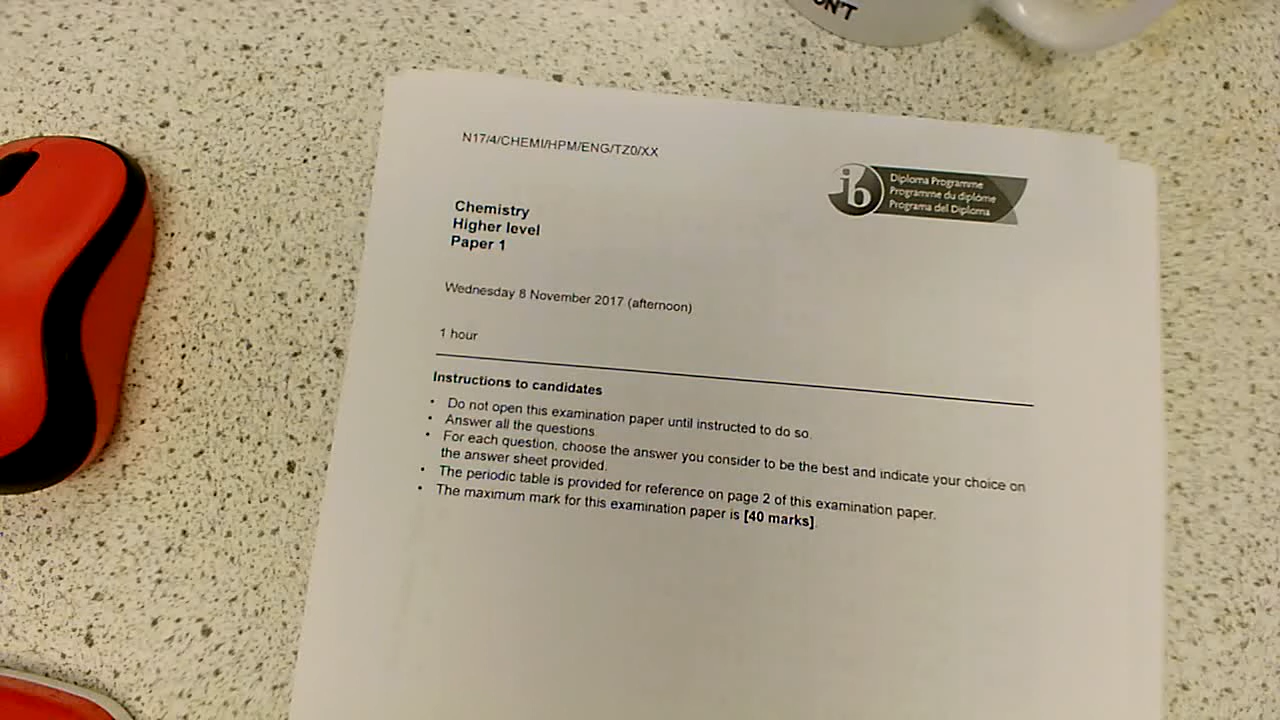 ON'T
N17/4/CHEMI/HPM/ENG/TZ0/XX
ib
Diploma Programme
Programme du diplôme
Programa del Diploma
Chemistry
Higher level
Paper 1
Wednesday 8 November 2017 (afternoon)
1 hour
Instructions to candidates
• Do not open this examination paper until instructed to do so.
• Answer all the questions.
• For each question, choose the answer you consider to be the best and indicate your choice on
the answer sheet provided.
• The periodic table is provided for reference on page 2 of this examination paper.
• The maximum mark for this examination paper is [40 marks].